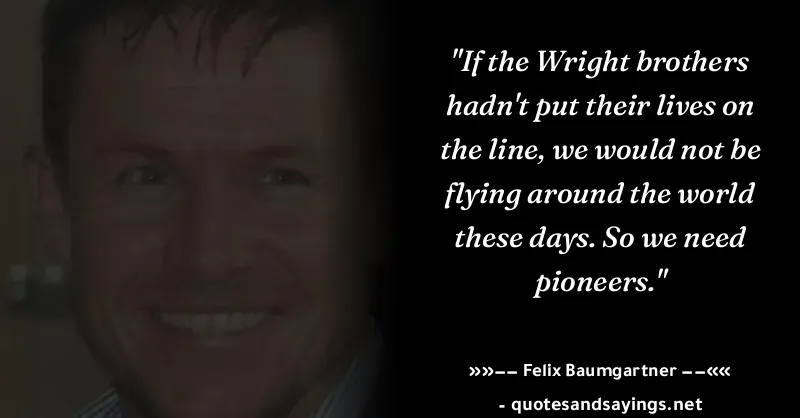 "If the Wright brothers
hadn't put their lives on
the line, we would not be
flying around the world
these days. So we need
pioneers."
»»–– Felix Baumgartner ––««
- quotesandsayings.net